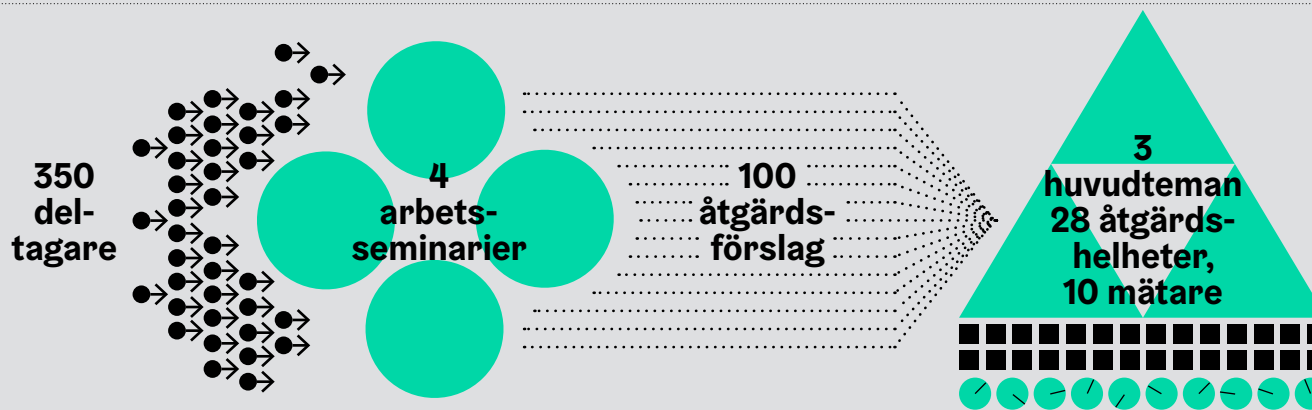 350
del-
tagare
4
arbets-
seminarier
100
åtgärds-
förslag
3
huvudteman
28 åtgärds-
helheter,
10 mätare